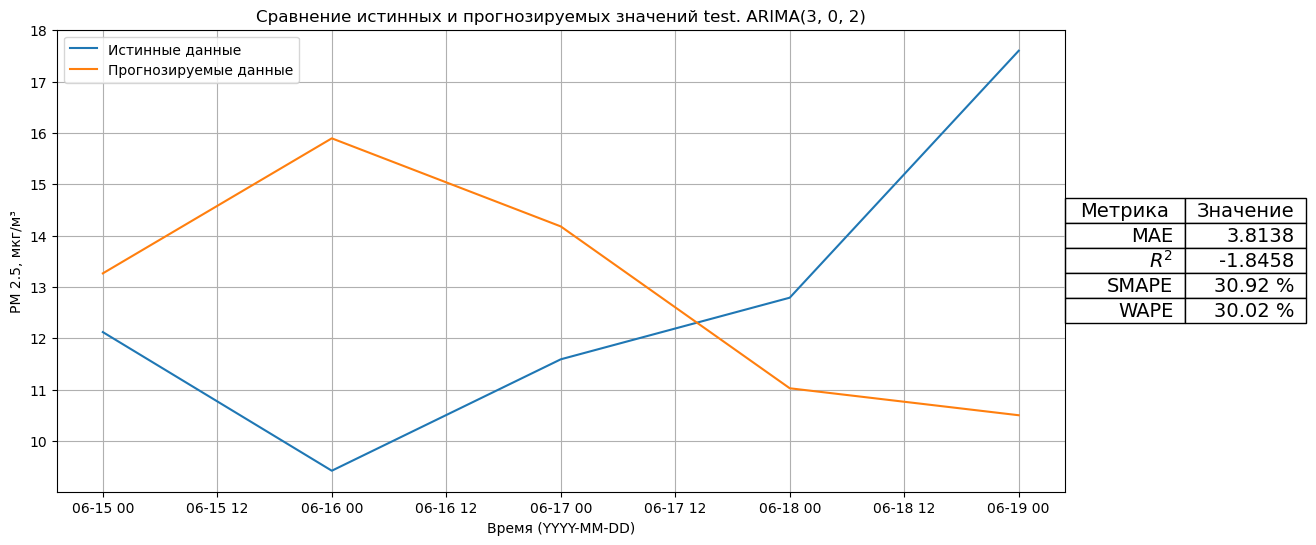 Сравнение истинных и прогнозируемых значений test. ARIMA(3, 0, 2)
Истинные данные
Прогнозируемые данные
PM 2.5, мкг/м³
18
17
16
15
14
13
12
11
10
06-15 00 06-15 12 06-16 00 06-16 12 06-17 00 06-17 12 06-18 00 06-18 12 06-19 00
Время (YYYY-MM-DD)
Метрика Значение
MAE 3.8138
R² -1.8458
SMAPE 30.92 %
WAPE 30.02 %